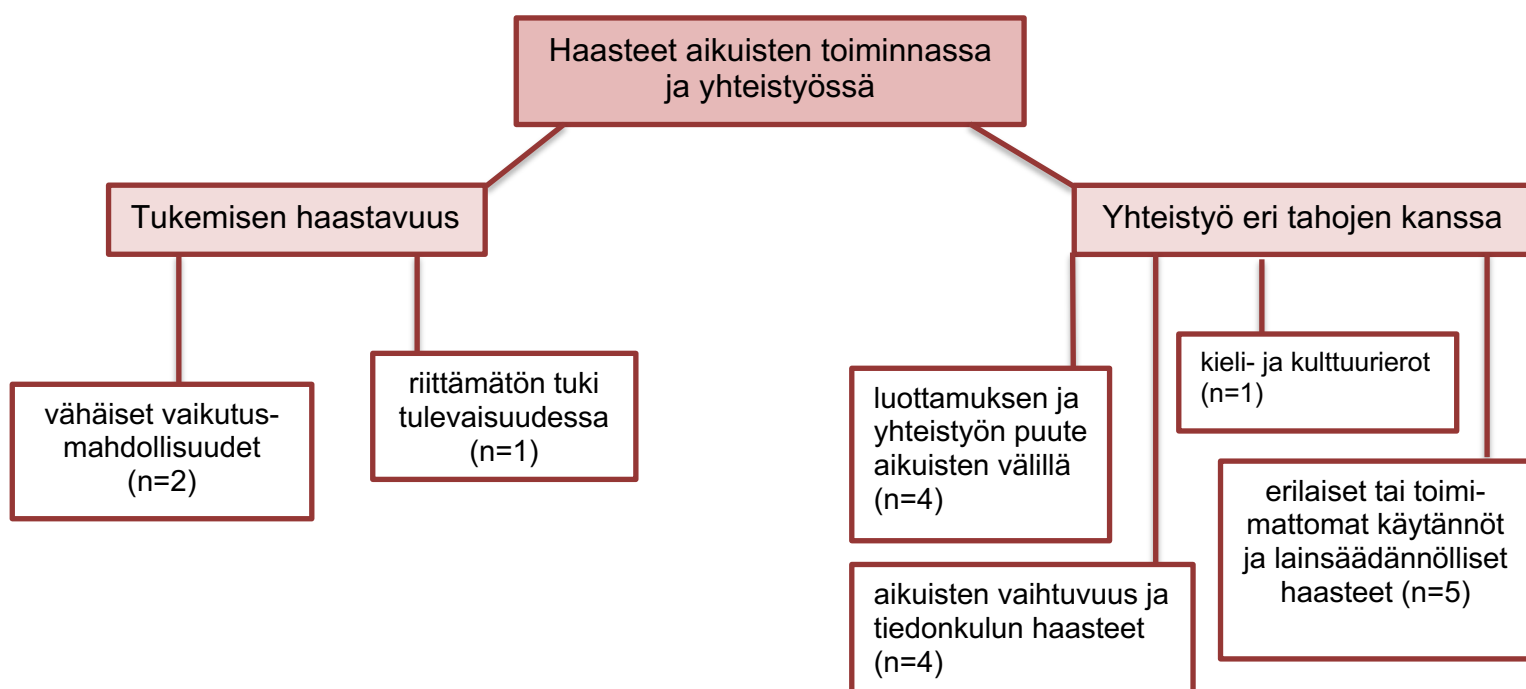 Haasteet aikuisten toiminnassa
ja yhteistyössä
Tukemisen haastavuus
Yhteistyö eri tahojen kanssa
vähäiset vaikutus-
mahdollisuudet
(n=2)
riittämätön tuki
tulevaisuudessa
(n=1)
luottamuksen ja
yhteistyön puute
aikuisten välillä
(n=4)
aikuisten vaihtuvuus ja
tiedonkulun haasteet
(n=4)
kieli- ja kulttuurierot
(n=1)
erilaiset tai toimi-
mattomat käytännöt
ja lainsäädännölliset
haasteet (n=5)